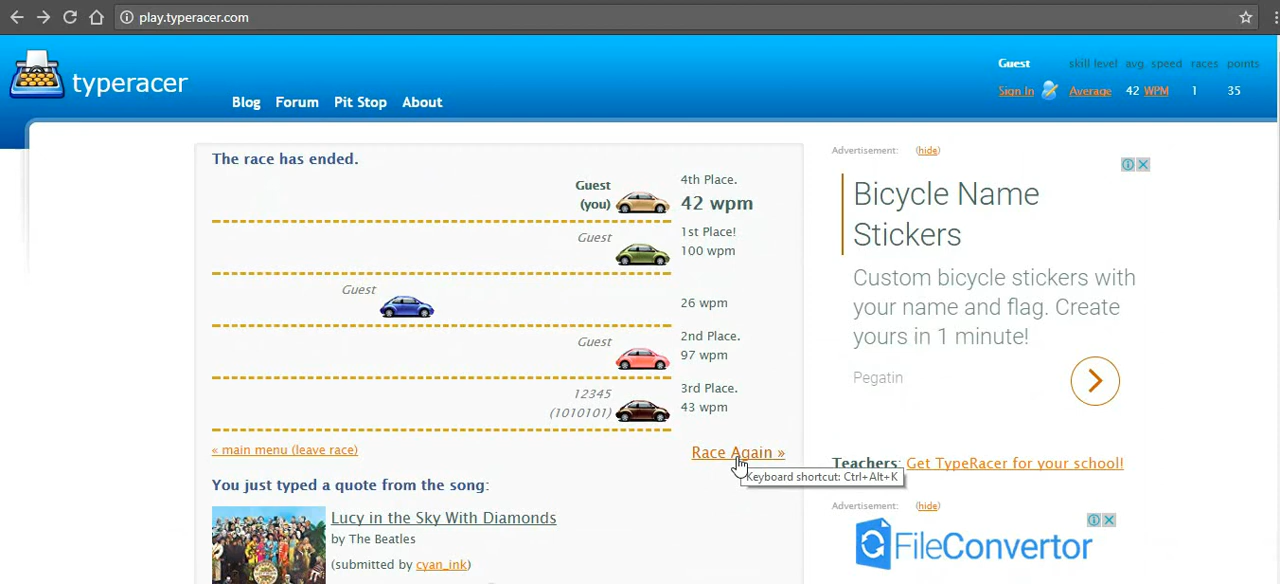 play.typeracer.com
typeracer
Blog Forum Pit Stop About
Guest skill level avg. speed races points
Sign In Average 42 WPM 1 35
The race has ended.
Guest
(you)
4th Place.
42 wpm
Guest
1st Place!
100 wpm
Guest
26 wpm
Guest
2nd Place.
97 wpm
12345
(1010101)
3rd Place.
43 wpm
« main menu (leave race)
Race Again »
Keyboard shortcut: Ctrl+Alt+K
You just typed a quote from the song:
Lucy in the Sky With Diamonds
by The Beatles
(submitted by cyan_ink)
Advertisement: (hide)
Bicycle Name
Stickers
Custom bicycle stickers with
your name and flag. Create
yours in 1 minute!
Pegatin
Teachers: Get TypeRacer for your school!
Advertisement: (hide)
FileConvertor